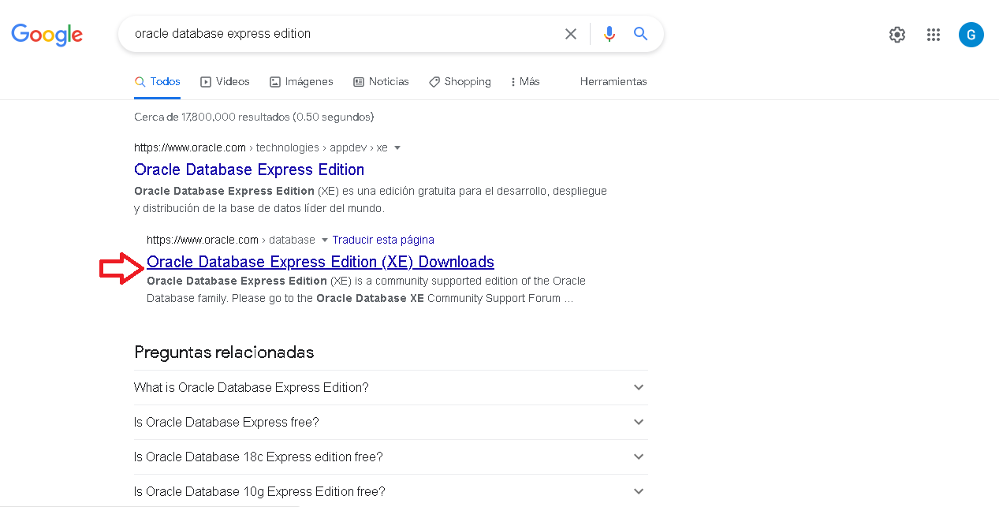 Google
oracle database express edition
G
Todos Videos Imágenes Noticias Shopping Más Herramientas
Cerca de 17,800,000 resultados (0.50 segundos)
https://www.oracle.com › technologies › appdev › xe
Oracle Database Express Edition
Oracle Database Express Edition (XE) es una edición gratuita para el desarrollo, despliegue
y distribución de la base de datos líder del mundo.
https://www.oracle.com › database Traducir esta página
Oracle Database Express Edition (XE) Downloads
Oracle Database Express Edition (XE) is a community supported edition of the Oracle
Database family. Please go to the Oracle Database XE Community Support Forum ...
Preguntas relacionadas
What is Oracle Database Express Edition?
Is Oracle Database Express free?
Is Oracle Database 18c Express edition free?
Is Oracle Database 10g Express Edition free?